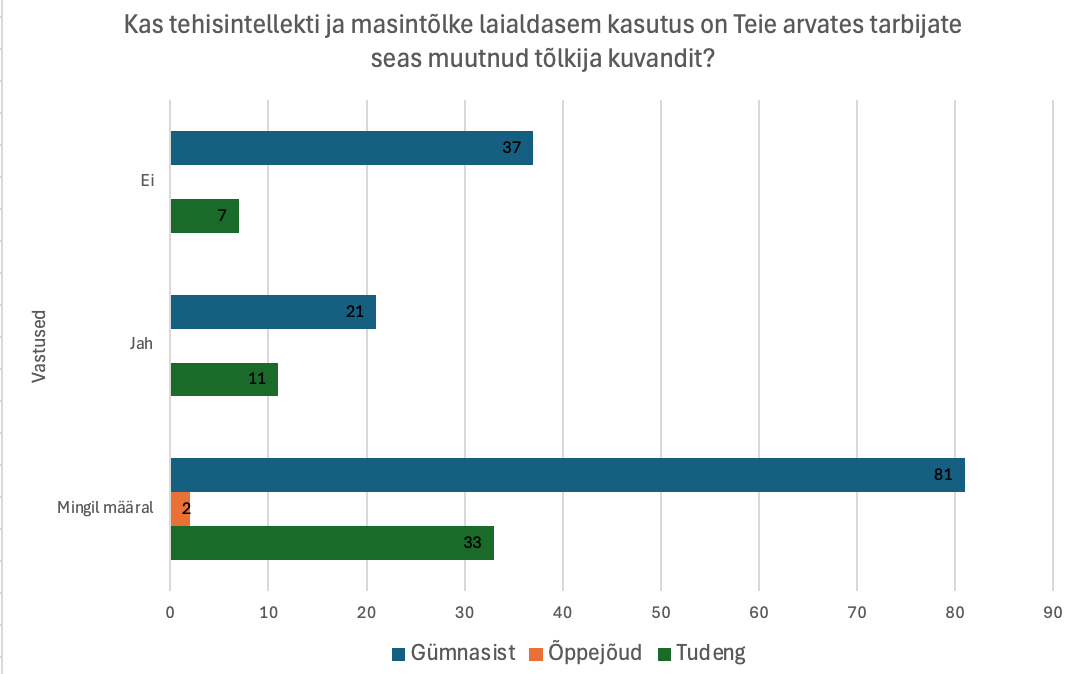 Kas tehisintellekti ja masintõlke laialdasem kasutus on Teie arvates tarbijate
seas muutnud tõlkija kuvandit?
37
Ei
7
21
Jah
11
Vastused
81
Mingil määral
2
33
0 10 20 30 40 50 60 70 80 90
Gümnasist Õppejõud Tudeng